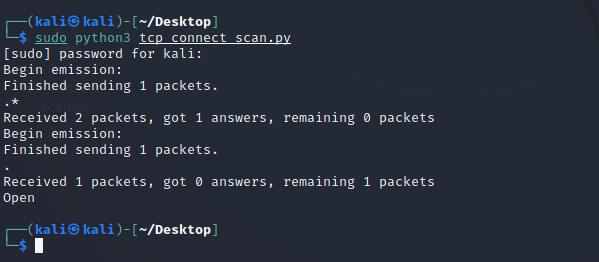 ┌──(kali㉿kali)-[~/Desktop]
└─$ sudo python3 tcp_connect_scan.py
[sudo] password for kali:
Begin emission:
Finished sending 1 packets.
.*
Received 2 packets, got 1 answers, remaining 0 packets
Begin emission:
Finished sending 1 packets.
.
Received 1 packets, got 0 answers, remaining 1 packets
Open
┌──(kali㉿kali)-[~/Desktop]
└─$